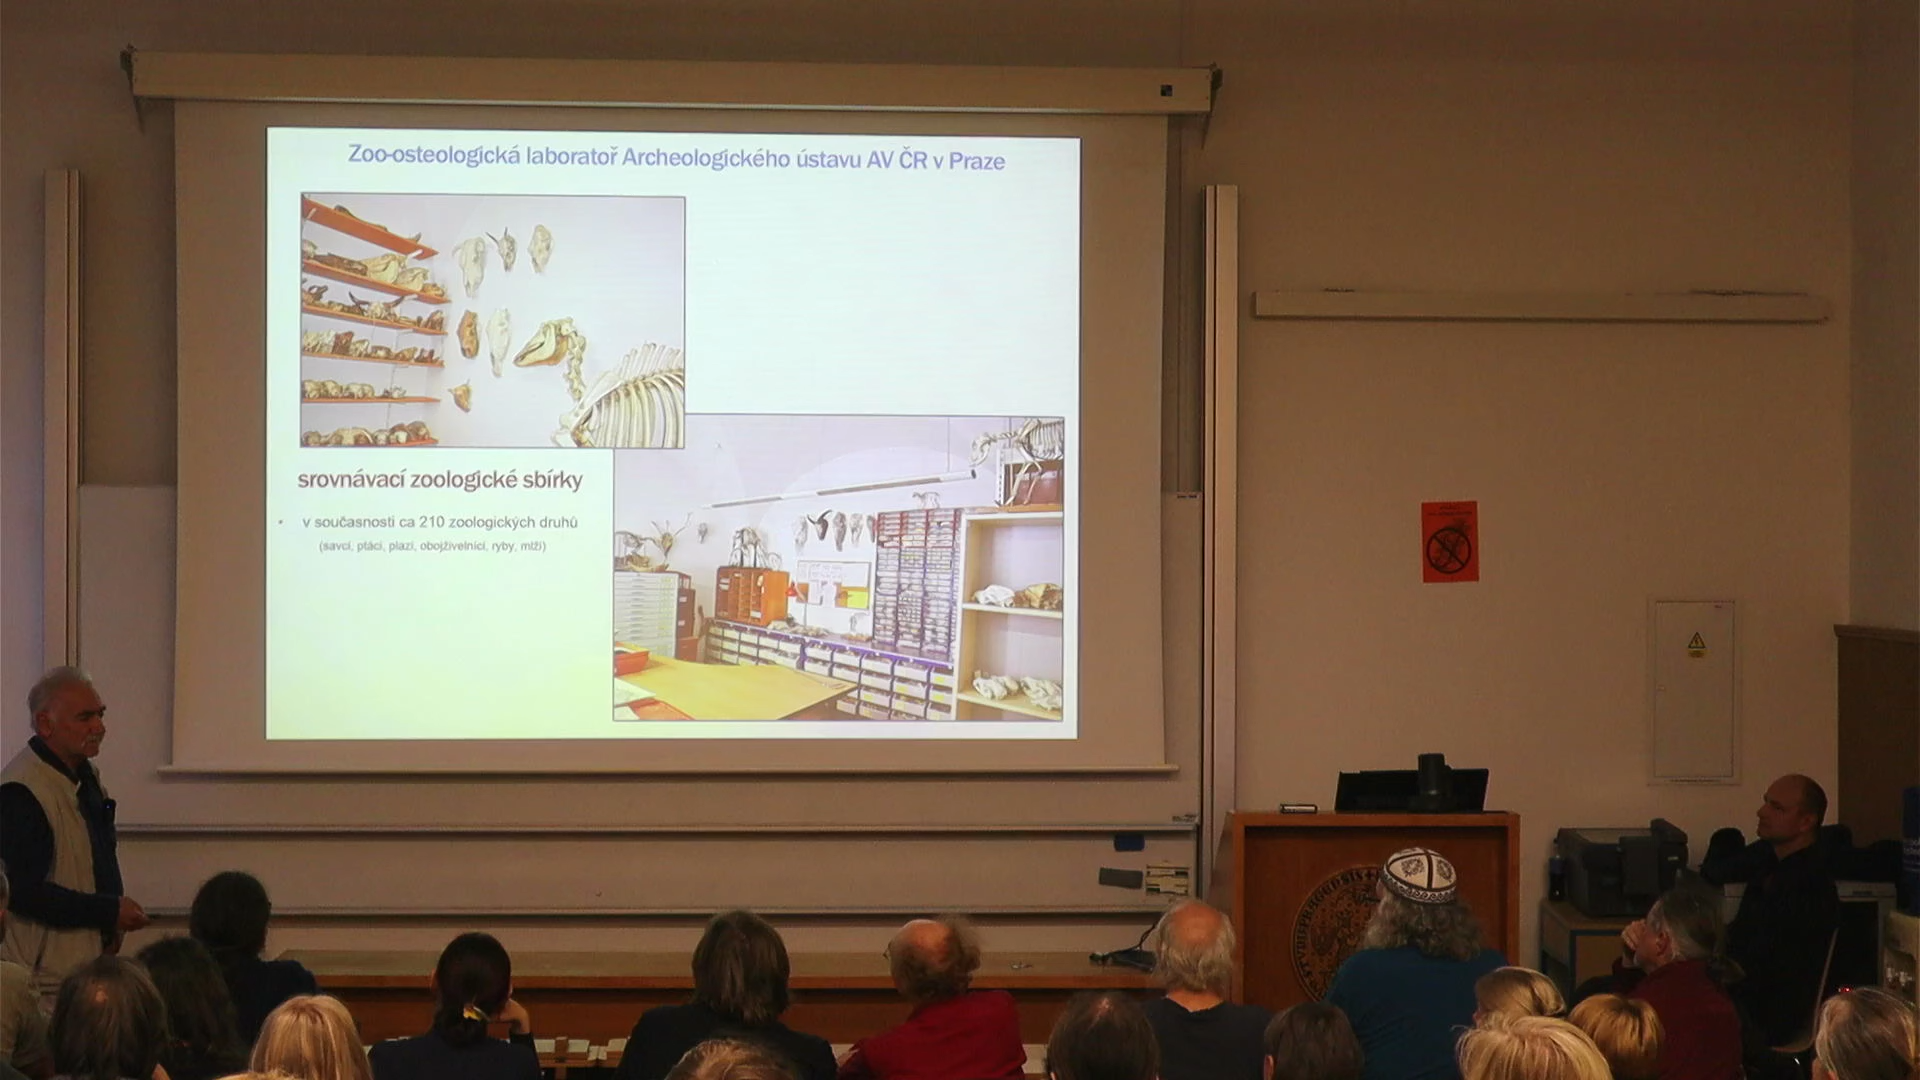 Zoo-osteologická laboratoř Archeologického ústavu AV ČR v Praze
srovnávací zoologické sbírky
• v současnosti ca 210 zoologických druhů
(savci, ptáci, plazi, obojživelníci, ryby, mlži)